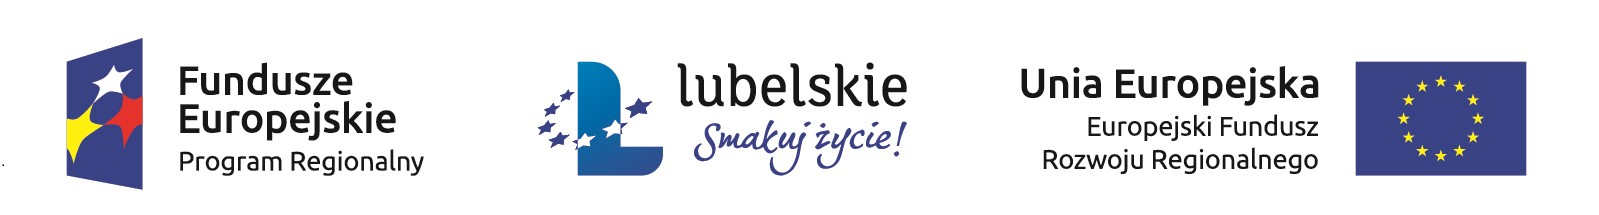 Fundusze
Europejskie
Program Regionalny
lubelskie
Smakuj życie!
Unia Europejska
Europejski Fundusz
Rozwoju Regionalnego